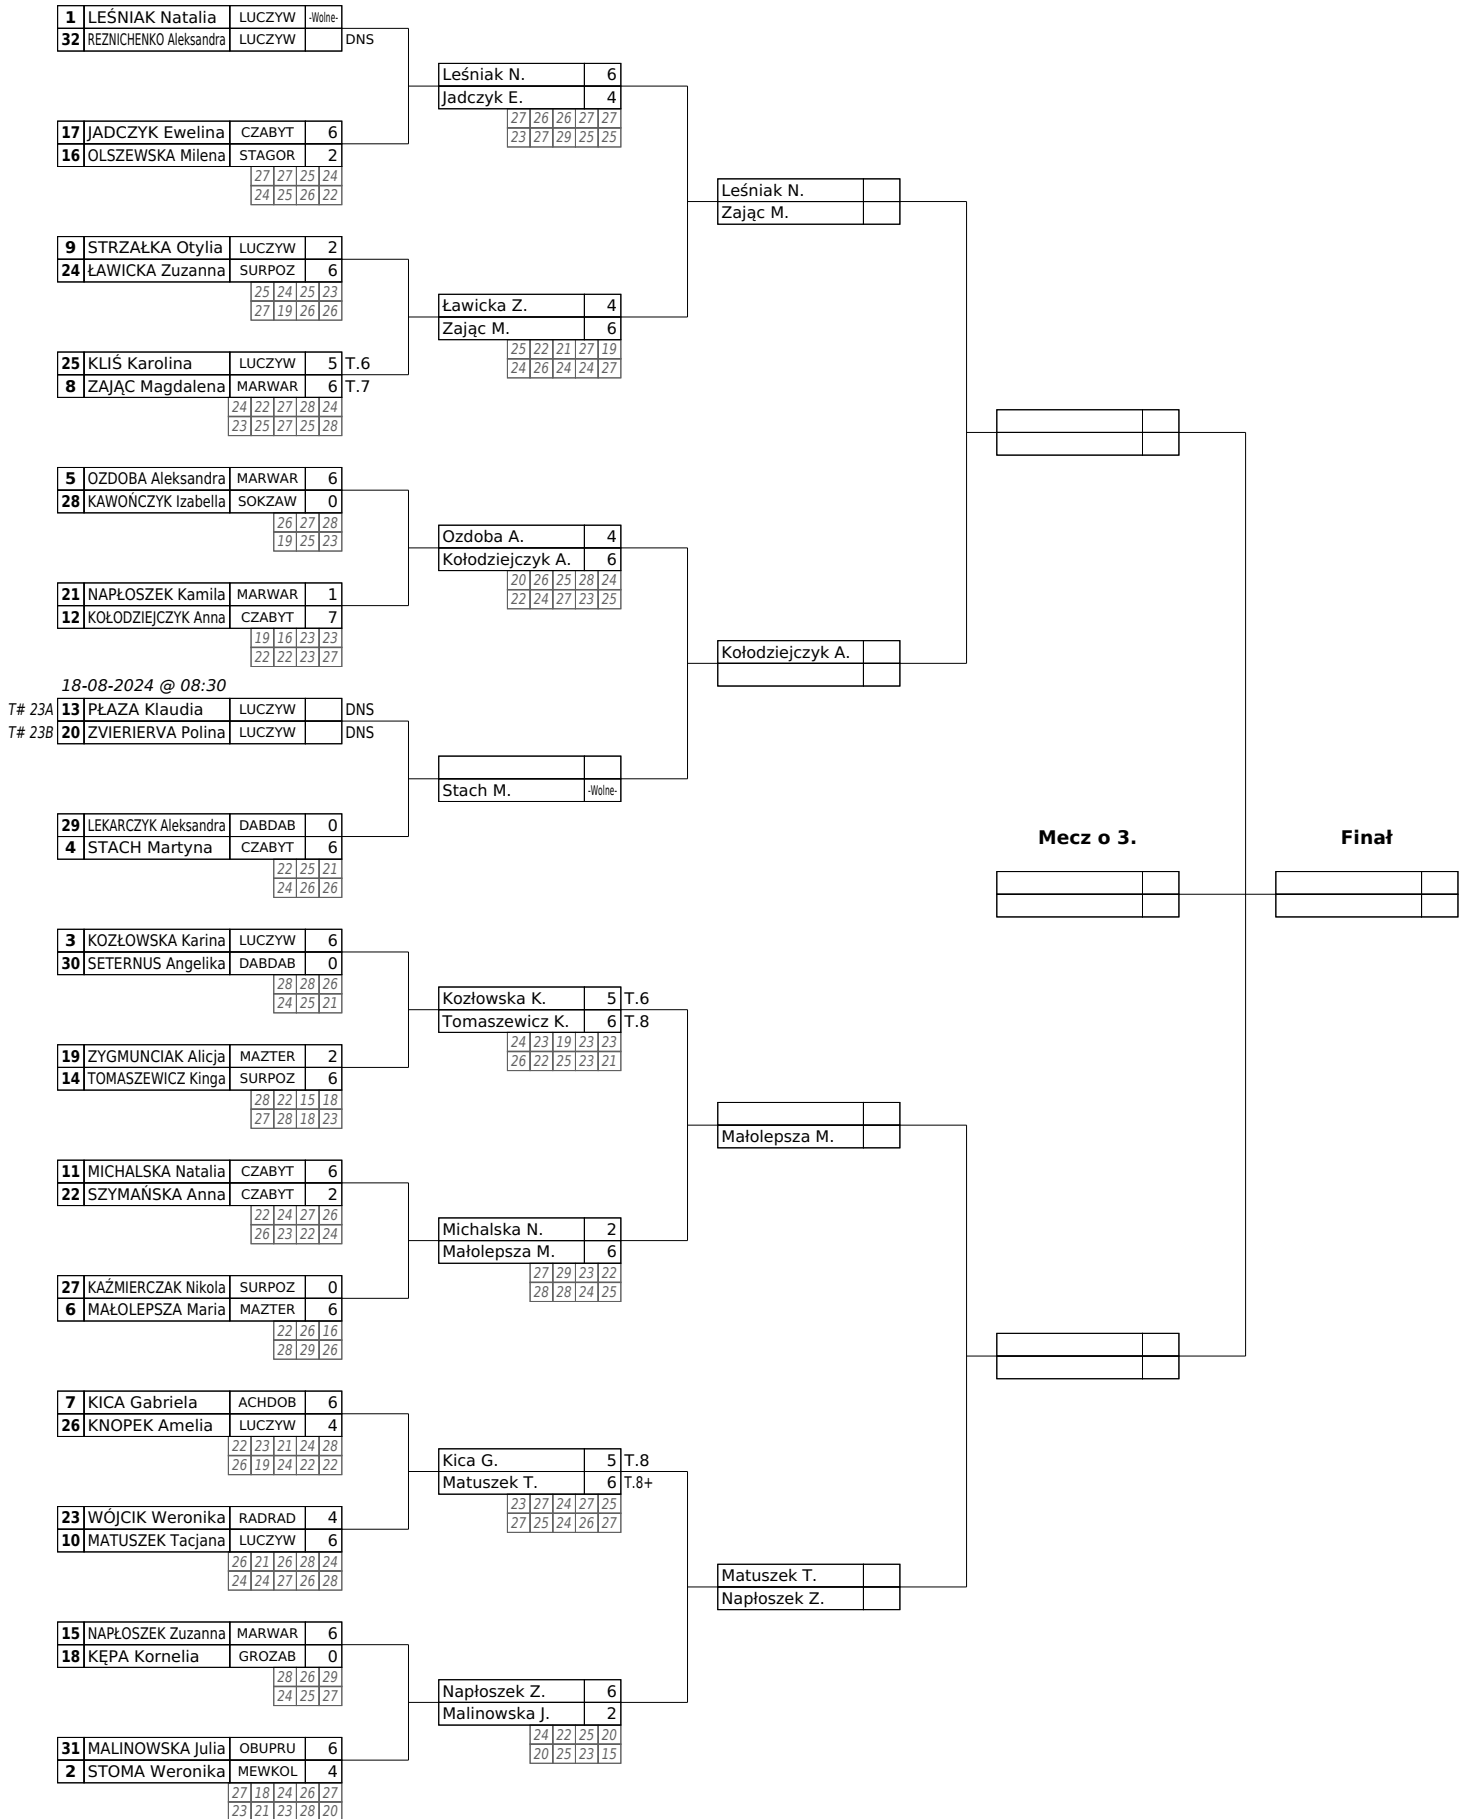 1 LEŚNIAK Natalia LUCZYW -Wolne-
32 REZNICHENKO Aleksandra LUCZYW DNS
Leśniak N. 6
Jadczyk E. 4
27 26 26 27 27
23 27 29 25 25
17 JADCZYK Ewelina CZABYT 6
16 OLSZEWSKA Milena STAGOR 2
27 27 25 24
24 25 26 22
Leśniak N.
Zając M.
9 STRZAŁKA Otylia LUCZYW 2
24 ŁAWICKA Zuzanna SURPOZ 6
25 24 25 23
27 19 26 26
Ławicka Z. 4
Zając M. 6
25 22 21 27 19
24 26 24 24 27
25 KLIŚ Karolina LUCZYW 5 T.6
8 ZAJĄC Magdalena MARWAR 6 T.7
24 22 27 28 24
23 25 27 25 28
5 OZDOBA Aleksandra MARWAR 6
28 KAWOŃCZYK Izabella SOKZAW 0
26 27 28
19 25 23
Ozdoba A. 4
Kołodziejczyk A. 6
20 26 25 28 24
22 24 27 23 25
21 NAPŁOSZEK Kamila MARWAR 1
12 KOŁODZIEJCZYK Anna CZABYT 7
19 16 23 23
22 22 23 27
Kołodziejczyk A.
18-08-2024 @ 08:30
T# 23A 13 PŁAZA Klaudia LUCZYW DNS
T# 23B 20 ZVIERIERVA Polina LUCZYW DNS
Stach M. -Wolne-
29 LEKARCZYK Aleksandra DABDAB 0
4 STACH Martyna CZABYT 6
22 25 21
24 26 26
Mecz o 3. Finał
3 KOZŁOWSKA Karina LUCZYW 6
30 SETERNUS Angelika DABDAB 0
28 28 26
24 25 21
Kozłowska K. 5 T.6
Tomaszewicz K. 6 T.8
24 23 19 23 23
26 22 25 23 21
19 ZYGMUNCIAK Alicja MAZTER 2
14 TOMASZEWICZ Kinga SURPOZ 6
28 22 15 18
27 28 18 23
Małolepsza M.
11 MICHALSKA Natalia CZABYT 6
22 SZYMAŃSKA Anna CZABYT 2
22 24 27 26
26 23 22 24
Michalska N. 2
Małolepsza M. 6
27 29 23 22
28 28 24 25
27 KAŹMIERCZAK Nikola SURPOZ 0
6 MAŁOLEPSZA Maria MAZTER 6
22 26 16
28 29 26
7 KICA Gabriela ACHDOB 6
26 KNOPEK Amelia LUCZYW 4
22 23 21 24 28
26 19 24 22 22
Kica G. 5 T.8
Matuszek T. 6 T.8+
23 27 24 27 25
27 25 24 26 27
23 WÓJCIK Weronika RADRAD 4
10 MATUSZEK Tacjana LUCZYW 6
26 21 26 28 24
24 24 27 26 28
Matuszek T.
Napłoszek Z.
15 NAPŁOSZEK Zuzanna MARWAR 6
18 KĘPA Kornelia GROZAB 0
28 26 29
24 25 27
Napłoszek Z. 6
Malinowska J. 2
24 22 25 20
20 25 23 15
31 MALINOWSKA Julia OBUPRU 6
2 STOMA Weronika MEWKOL 4
27 18 24 26 27
23 21 23 28 20